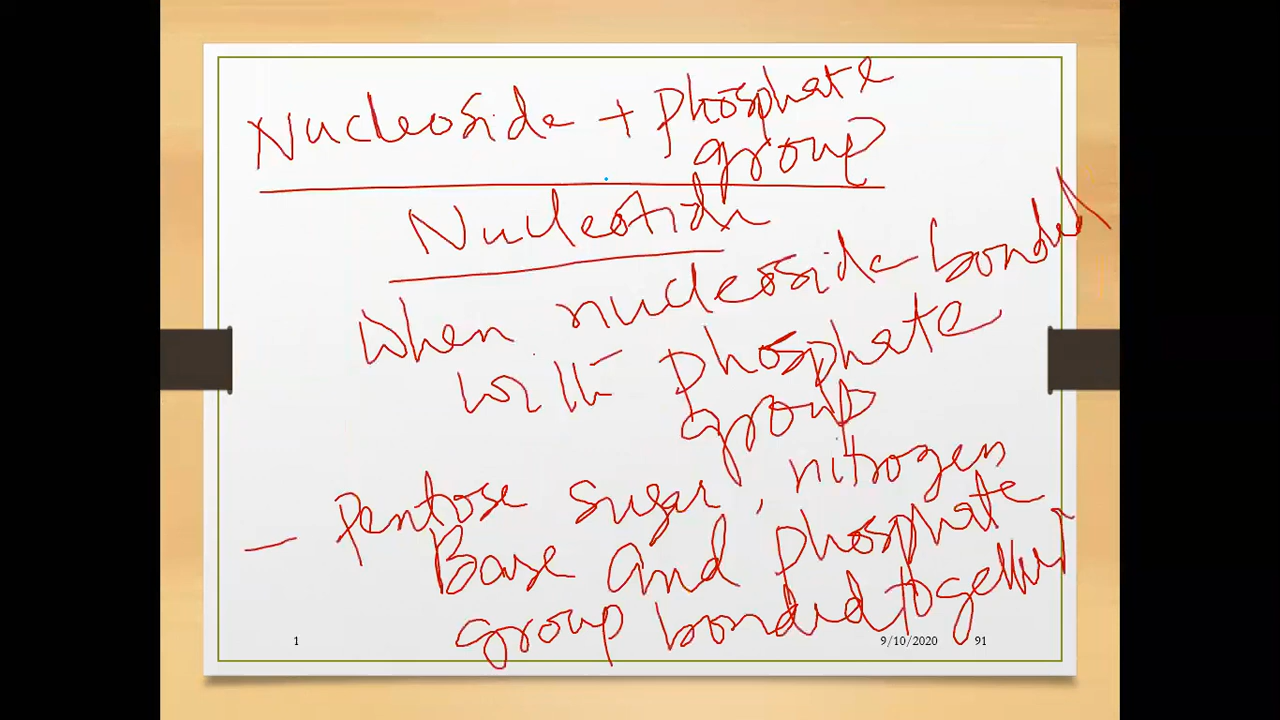 Nucleoside + Phosphate
group
Nucleotide
When nucleoside bonded
with phosphate
group
- Pentose sugar, nitrogen
Base and phosphate
group bonded together
1 9/10/2020 91